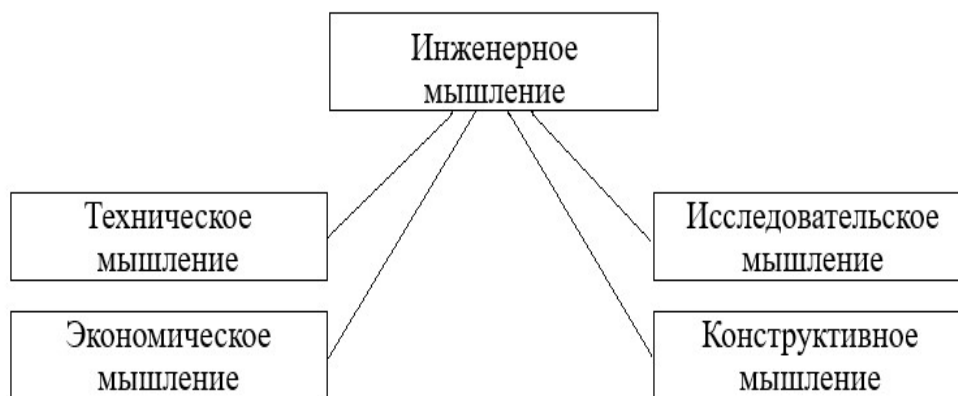 Инженерное
мышление
Техническое
мышление
Исследовательское
мышление
Экономическое
мышление
Конструктивное
мышление